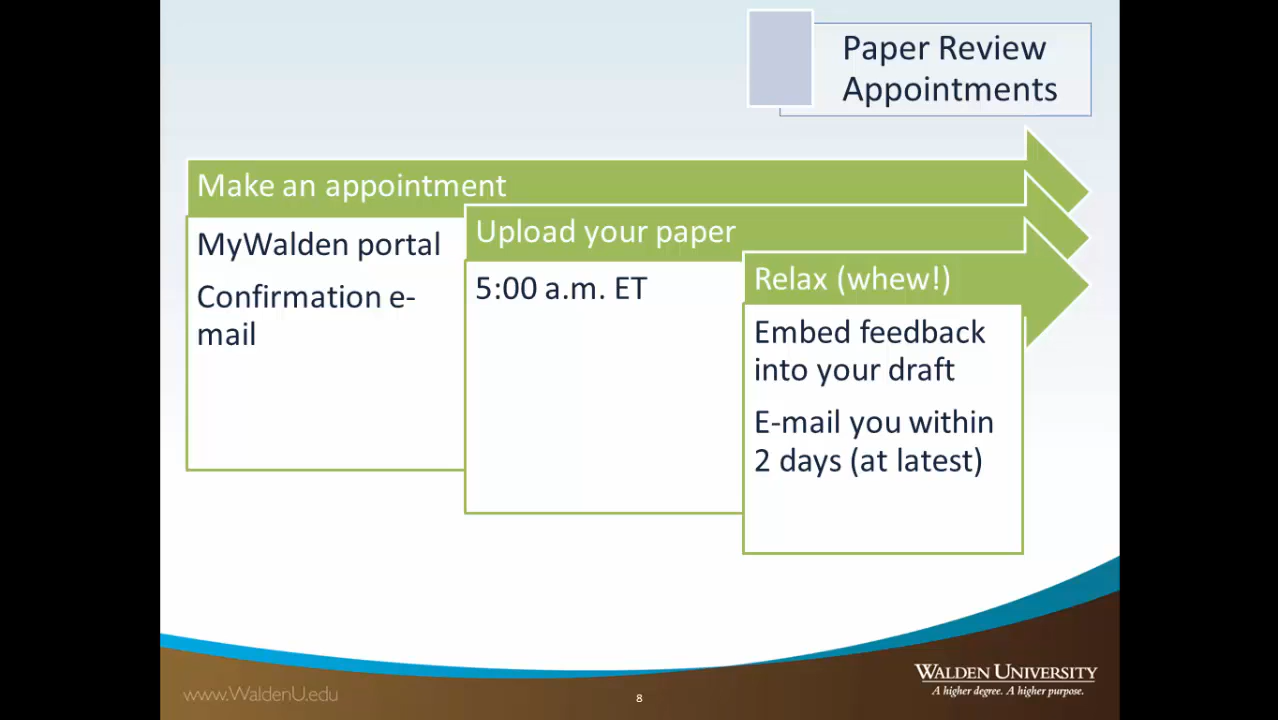 Paper Review
Appointments
Make an appointment
MyWalden portal
Confirmation e-
mail
Upload your paper
5:00 a.m. ET
Relax (whew!)
Embed feedback
into your draft
E-mail you within
2 days (at latest)
www.WaldenU.edu
8
WALDEN UNIVERSITY
A higher degree. A higher purpose.